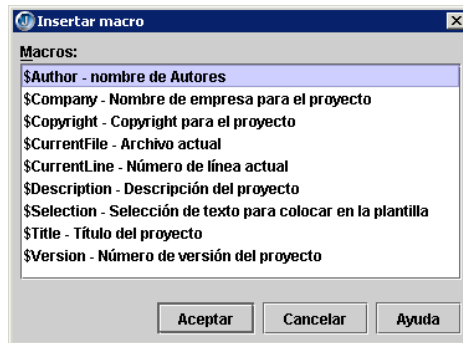 Insertar macro
Macros:
$Author - nombre de Autores
$Company - Nombre de empresa para el proyecto
$Copyright - Copyright para el proyecto
$CurrentFile - Archivo actual
$CurrentLine - Número de línea actual
$Description - Descripción del proyecto
$Selection - Selección de texto para colocar en la plantilla
$Title - Título del proyecto
$Version - Número de versión del proyecto
Aceptar Cancelar Ayuda